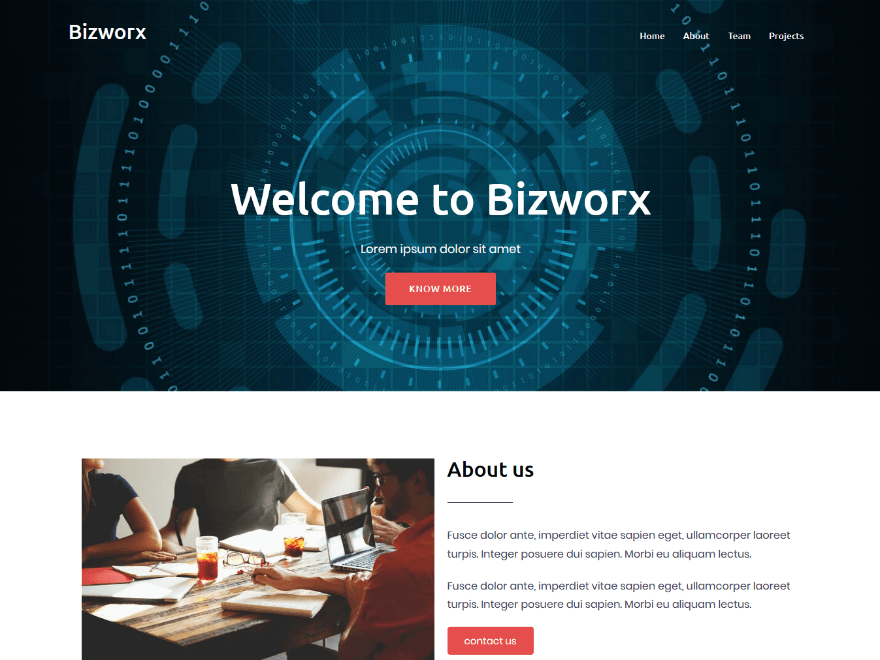 Bizworx
Home About Team Projects
Welcome to Bizworx
Lorem ipsum dolor sit amet
KNOW MORE
About us
Fusce dolor ante, imperdiet vitae sapien eget, ullamcorper laoreet
turpis. Integer posuere dui sapien. Morbi eu aliquam lectus.
Fusce dolor ante, imperdiet vitae sapien eget, ullamcorper laoreet
turpis. Integer posuere dui sapien. Morbi eu aliquam lectus.
contact us